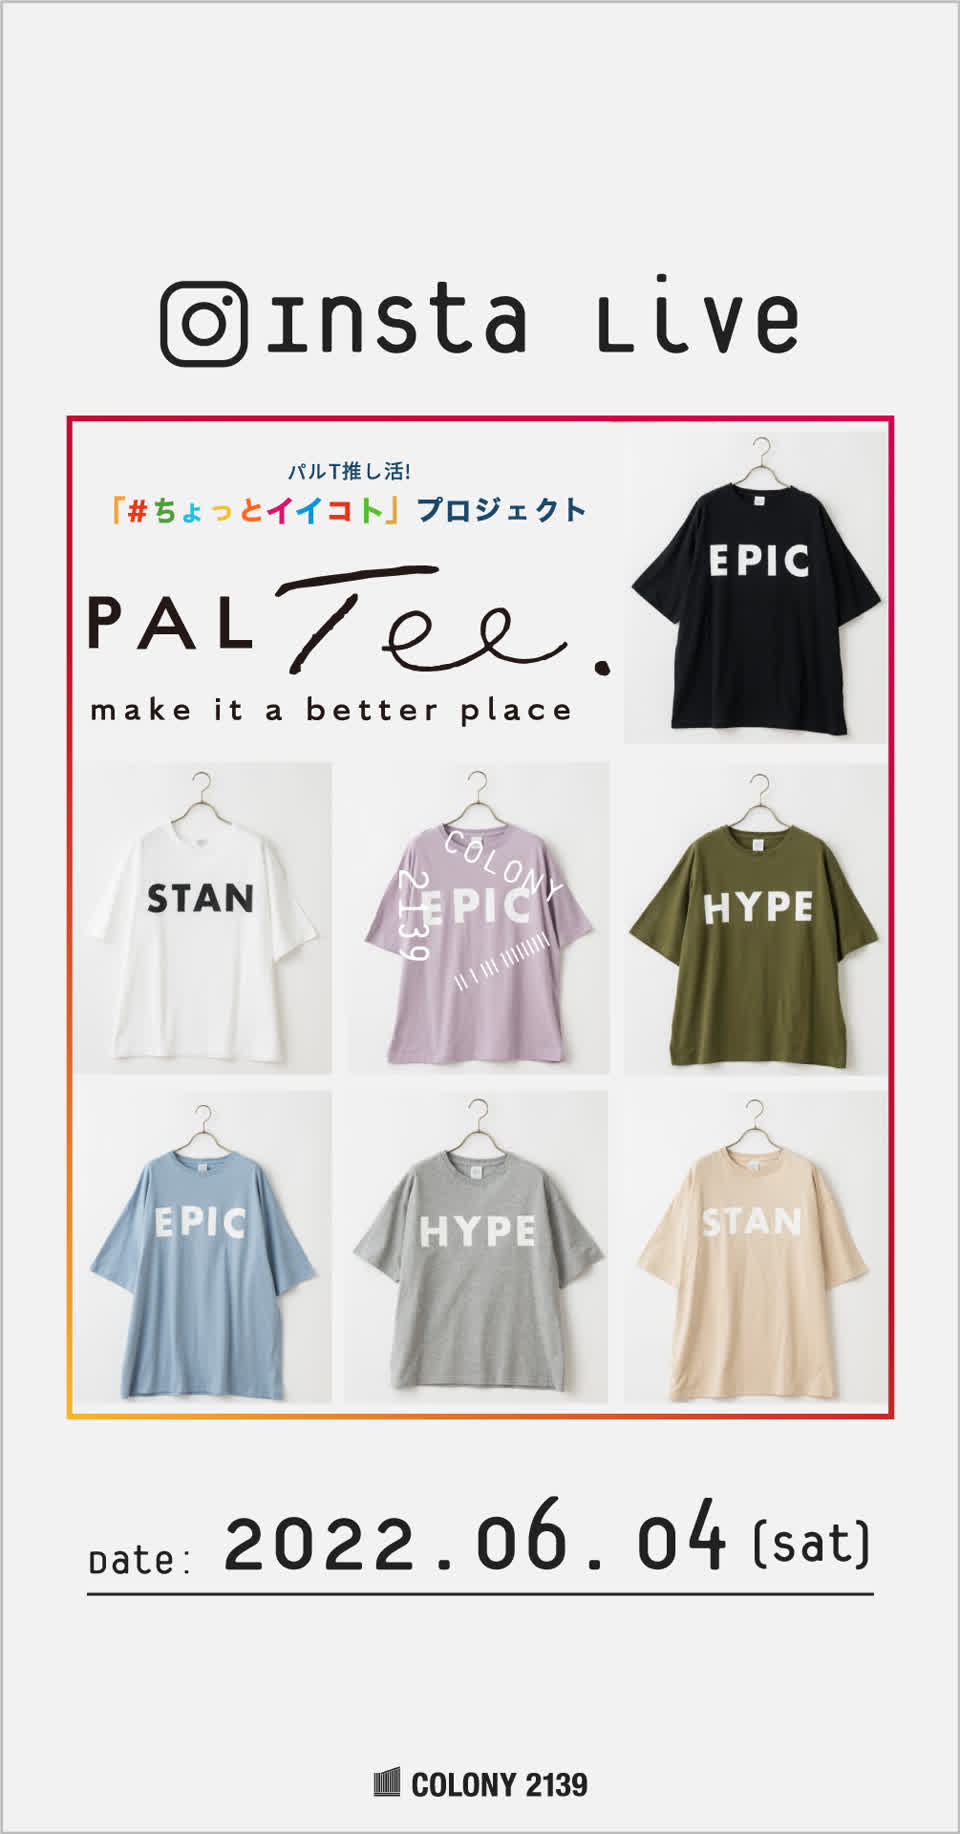 Insta Live
パルT推し活!
「#ちょっとイイコト」プロジェクト
PAL Tee.
make it a better place
EPIC
STAN
EPIC
COLONY
2139
HYPE
EPIC
HYPE
STAN
Date: 2022.06.04 (sat)
COLONY 2139